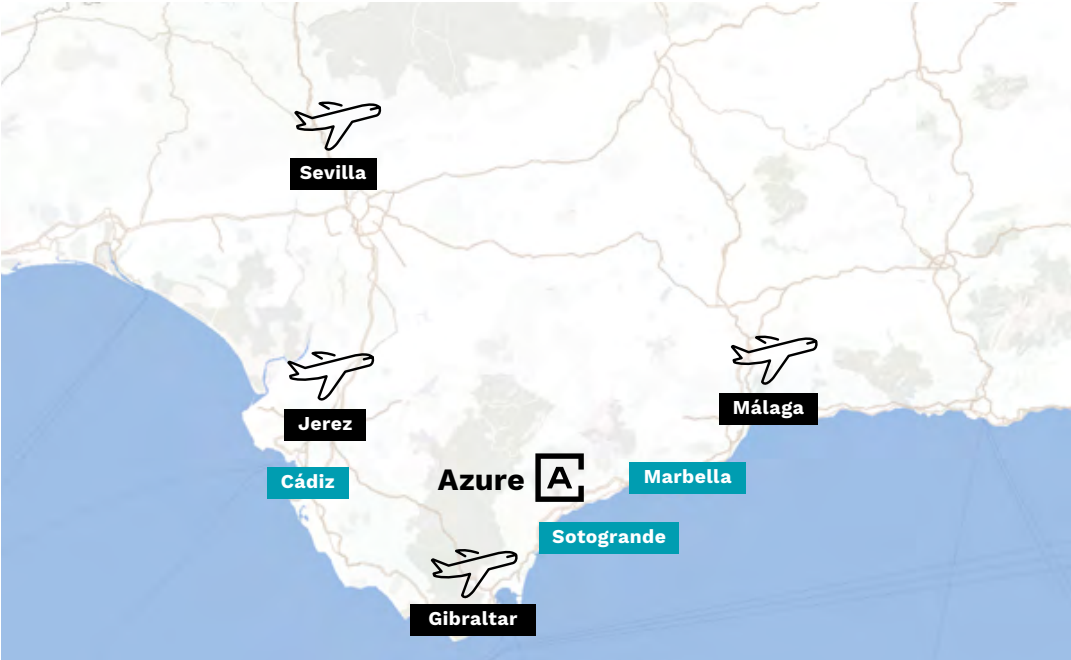 Sevilla
Málaga
Jerez
Cádiz
Azure A
Marbella
Sotogrande
Gibraltar